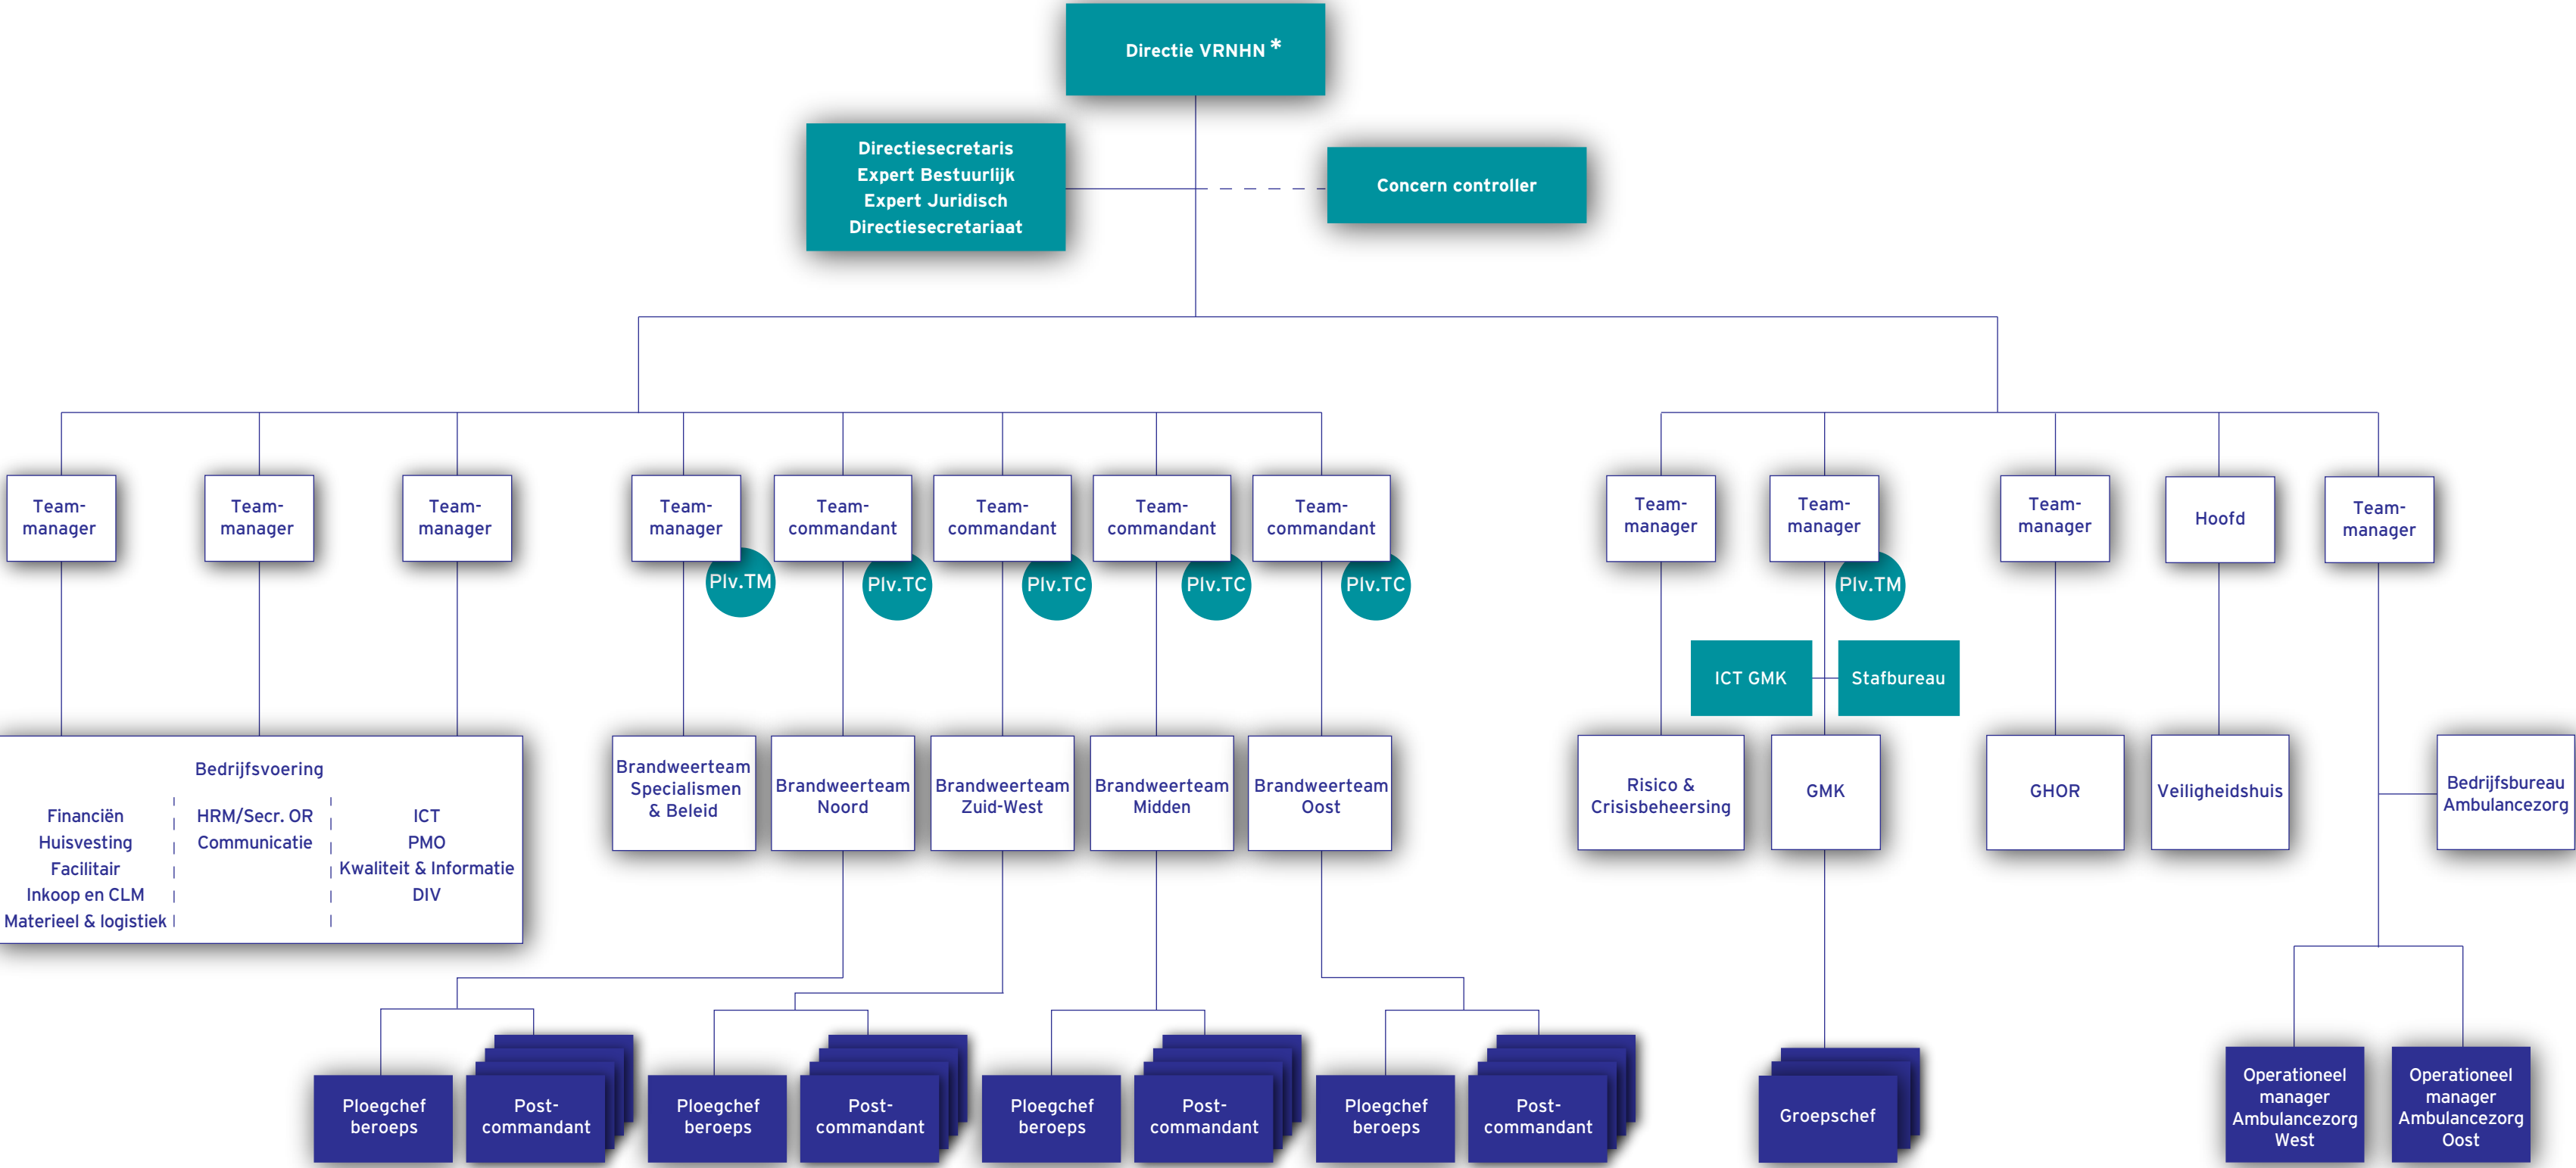 Directie VRNHN *
Directiesecretaris
Expert Bestuurlijk
Expert Juridisch
Directiesecretariaat
Concern controller
Team-
manager
Team-
manager
Team-
manager
Team-
manager
Plv.TM
Team-
commandant
Plv.TC
Team-
commandant
Plv.TC
Team-
commandant
Plv.TC
Team-
commandant
Plv.TC
Team-
manager
Team-
manager
Plv.TM
Team-
manager
Hoofd
Team-
manager
ICT GMK
Stafbureau
Bedrijfsvoering
Financiën
Huisvesting
Facilitair
Inkoop en CLM
Materieel & logistiek
HRM/Secr. OR
Communicatie
ICT
PMO
Kwaliteit & Informatie
DIV
Brandweerteam
Specialismen
& Beleid
Brandweerteam
Noord
Brandweerteam
Zuid-West
Brandweerteam
Midden
Brandweerteam
Oost
Risico &
Crisisbeheersing
GMK
GHOR
Veiligheidshuis
Bedrijfsbureau
Ambulancezorg
Ploegchef
beroeps
Post-
commandant
Ploegchef
beroeps
Post-
commandant
Ploegchef
beroeps
Post-
commandant
Ploegchef
beroeps
Post-
commandant
Groepschef
Operationeel
manager
Ambulancezorg
West
Operationeel
manager
Ambulancezorg
Oost